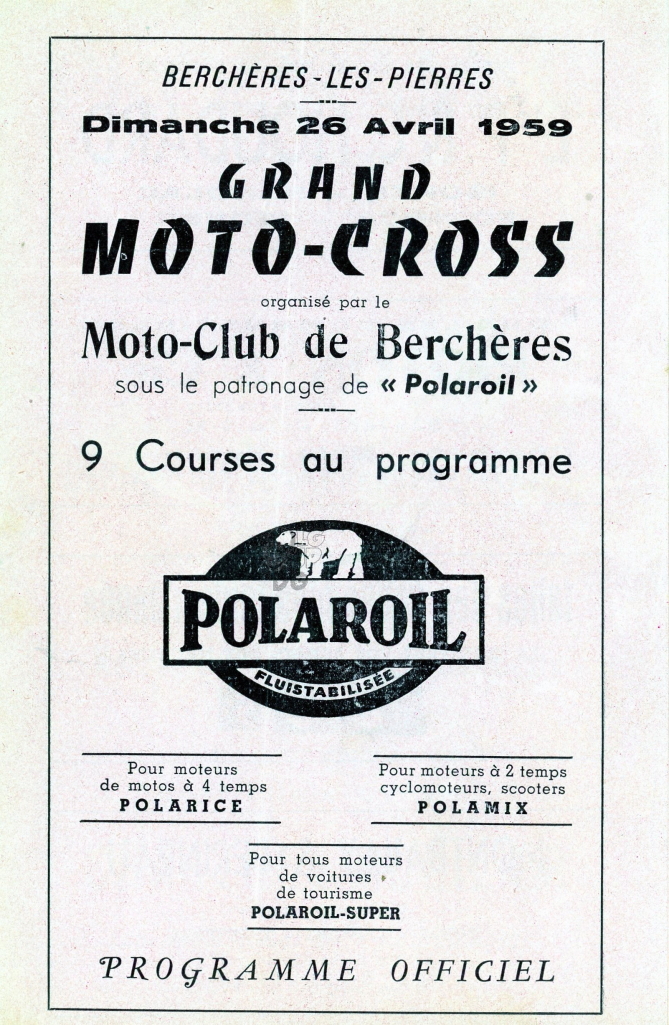 BERCHÈRES-LES-PIERRES
Dimanche 26 Avril 1959
GRAND
MOTO-CROSS
organisé par le
Moto-Club de Berchères
sous le patronage de « Polaroil »
9 Courses au programme
POLAROIL
FLUISTABILISÉE
Pour moteurs
de motos à 4 temps
POLARICE
Pour moteurs à 2 temps
cyclomoteurs, scooters
POLAMIX
Pour tous moteurs
de voitures
de tourisme
POLAROIL-SUPER
PROGRAMME OFFICIEL